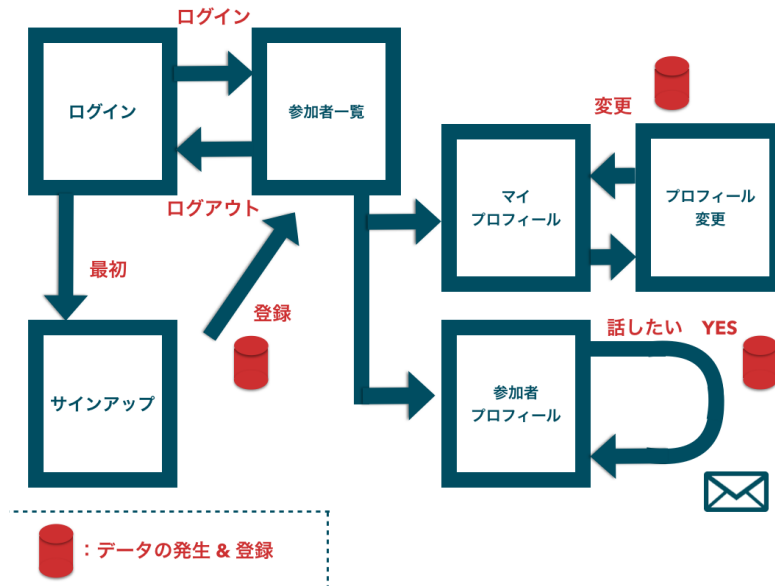 ログイン
ログイン
参加者一覧
変更
ログアウト
マイ
プロフィール
プロフィール
変更
最初
登録
話したい YES
サインアップ
参加者
プロフィール
：データの発生 & 登録